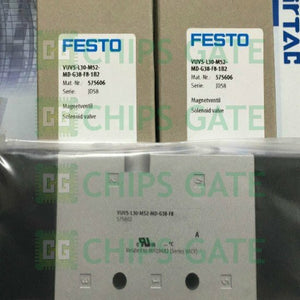 FESTO
VUVS-L30-M52-
MD-G38-F8-1B2
Mat.-Nr. 575606
Serie: JD58
Magnetventil
Solenoid valve
FESTO
VUVS-L30-M52-
MD-G38-F8-1B2
Mat.-Nr. 575606
Serie: JD58
Magnetventil
Solenoid valve
CHIPS GATE
VUVS-L30-M52-MD-G38-F8
A